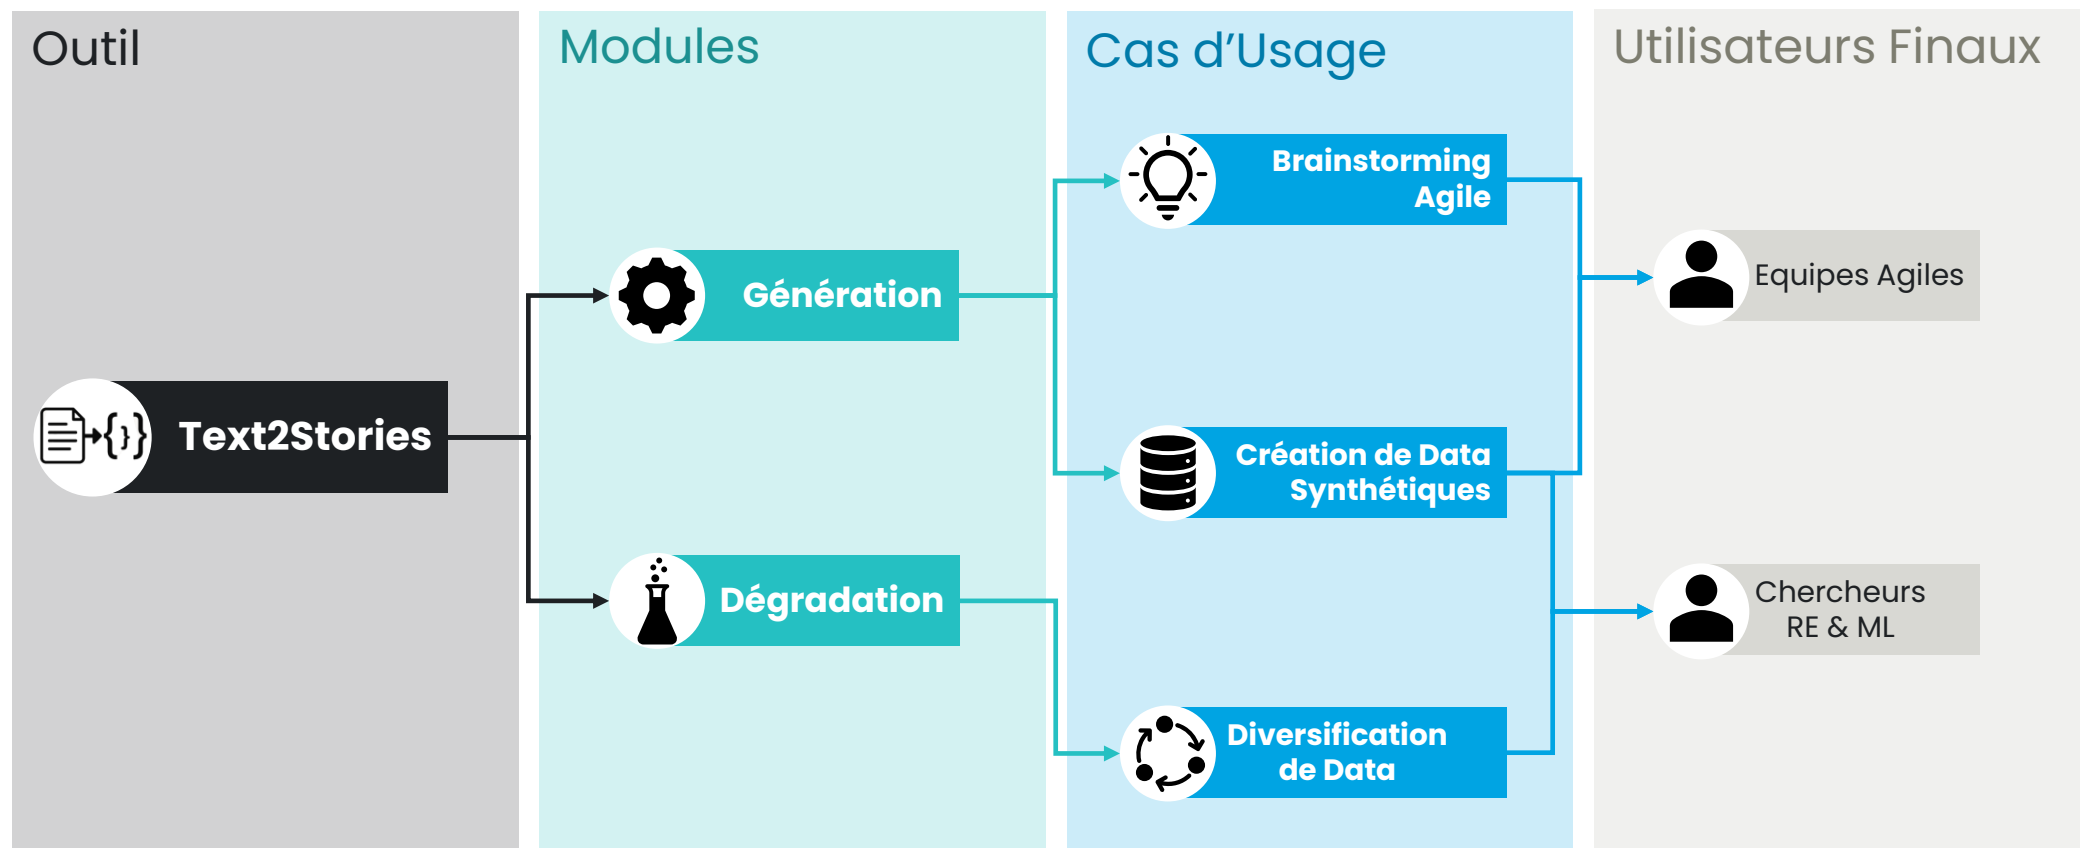 Outil
Modules
Cas d’Usage
Utilisateurs Finaux
Text2Stories
Génération
Dégradation
Brainstorming
Agile
Création de Data
Synthétiques
Diversification
de Data
Equipes Agiles
Chercheurs
RE & ML